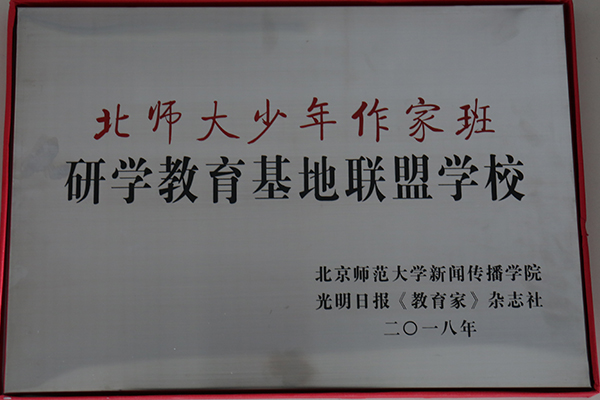 北师大少年作家班
研学教育基地联盟学校
北京师范大学新闻传播学院
光明日报《教育家》杂志社
二〇一八年